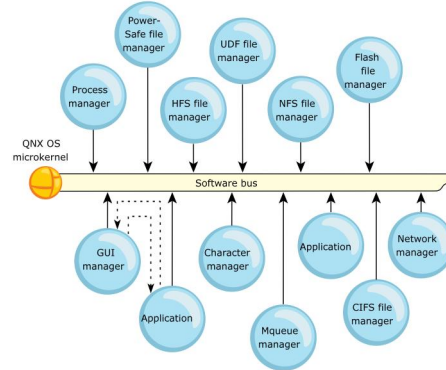 Power-
Safe file
manager
UDF file
manager
Flash
file
manager
Process
manager
HFS file
manager
NFS file
manager
QNX OS
microkernel
Software bus
GUI
manager
Character
manager
Application
Network
manager
Application
Mqueue
manager
CIFS file
manager